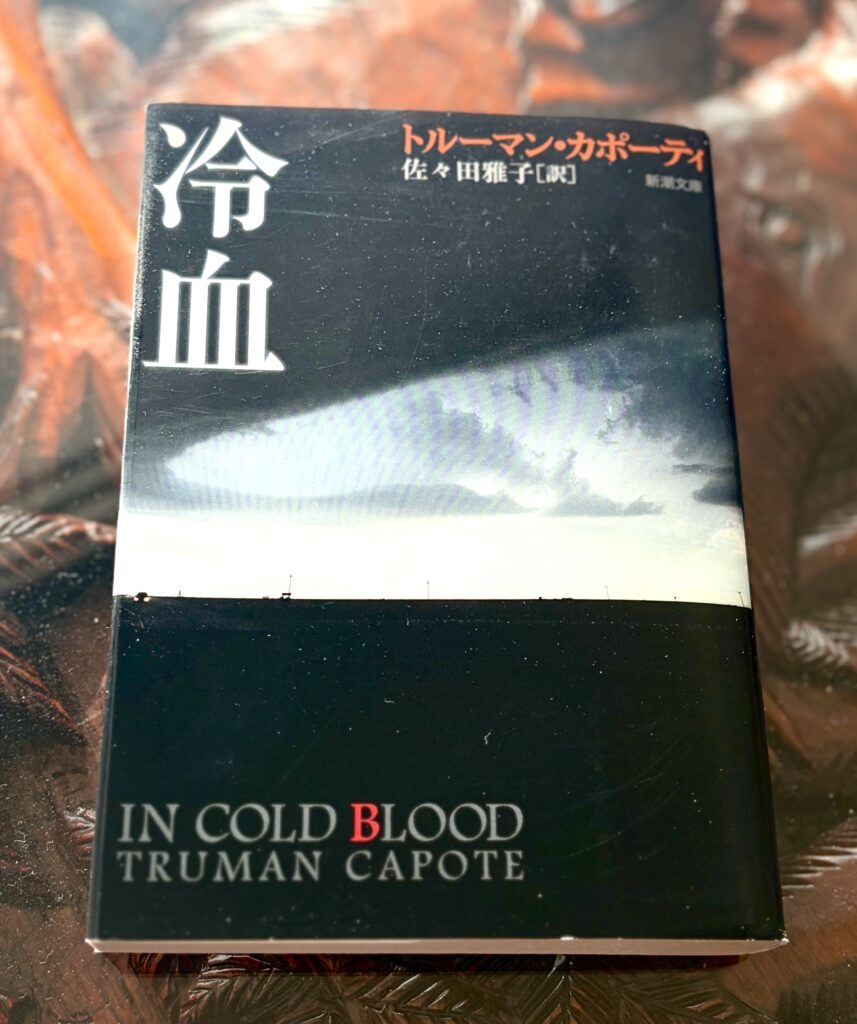 冷血
トルーマン・カポーティ
佐々田雅子[訳]
新潮文庫
IN COLD BLOOD
TRUMAN CAPOTE